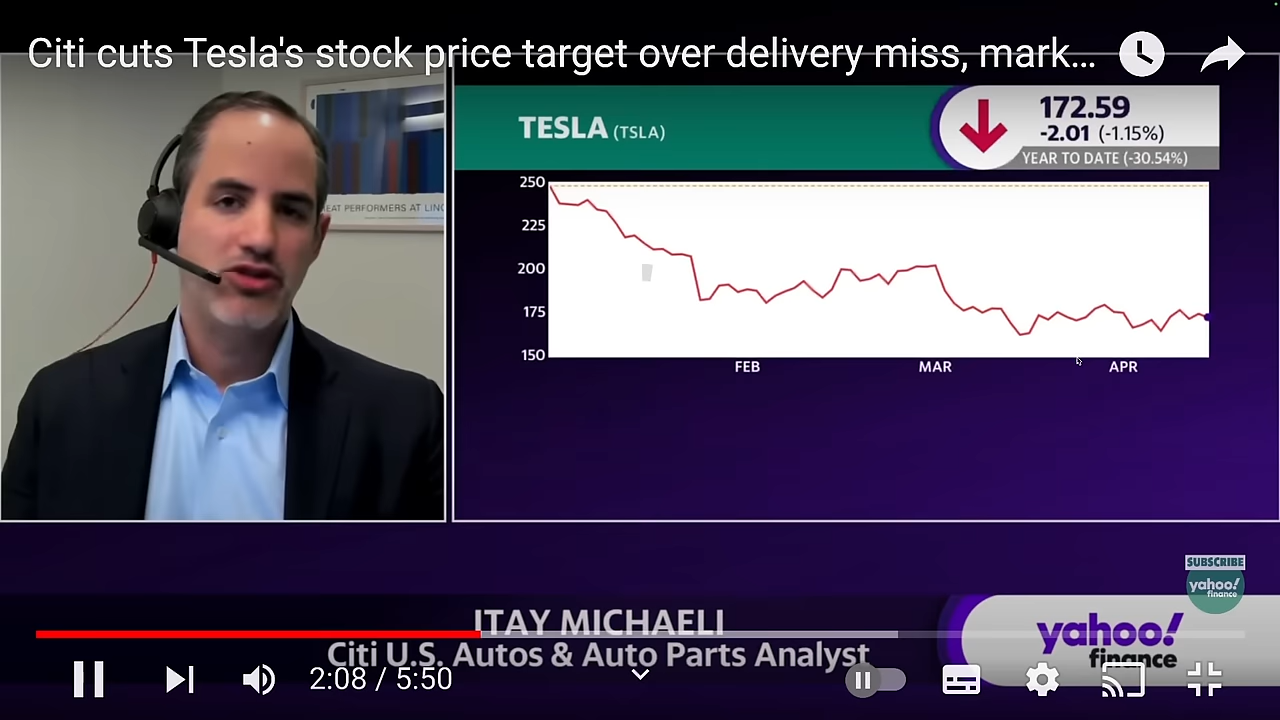 Citi cuts Tesla's stock price target over delivery miss, mark...
TESLA (TSLA)
172.59
-2.01 (-1.15%)
YEAR TO DATE (-30.54%)
250
225
200
175
150
FEB MAR APR
EAT PERFORMERS AT LINC
SUBSCRIBE
yahoo!
finance
ITAY MICHAELI
Citi U.S. Autos & Auto Parts Analyst
yahoo!
finance
2:08 / 5:50